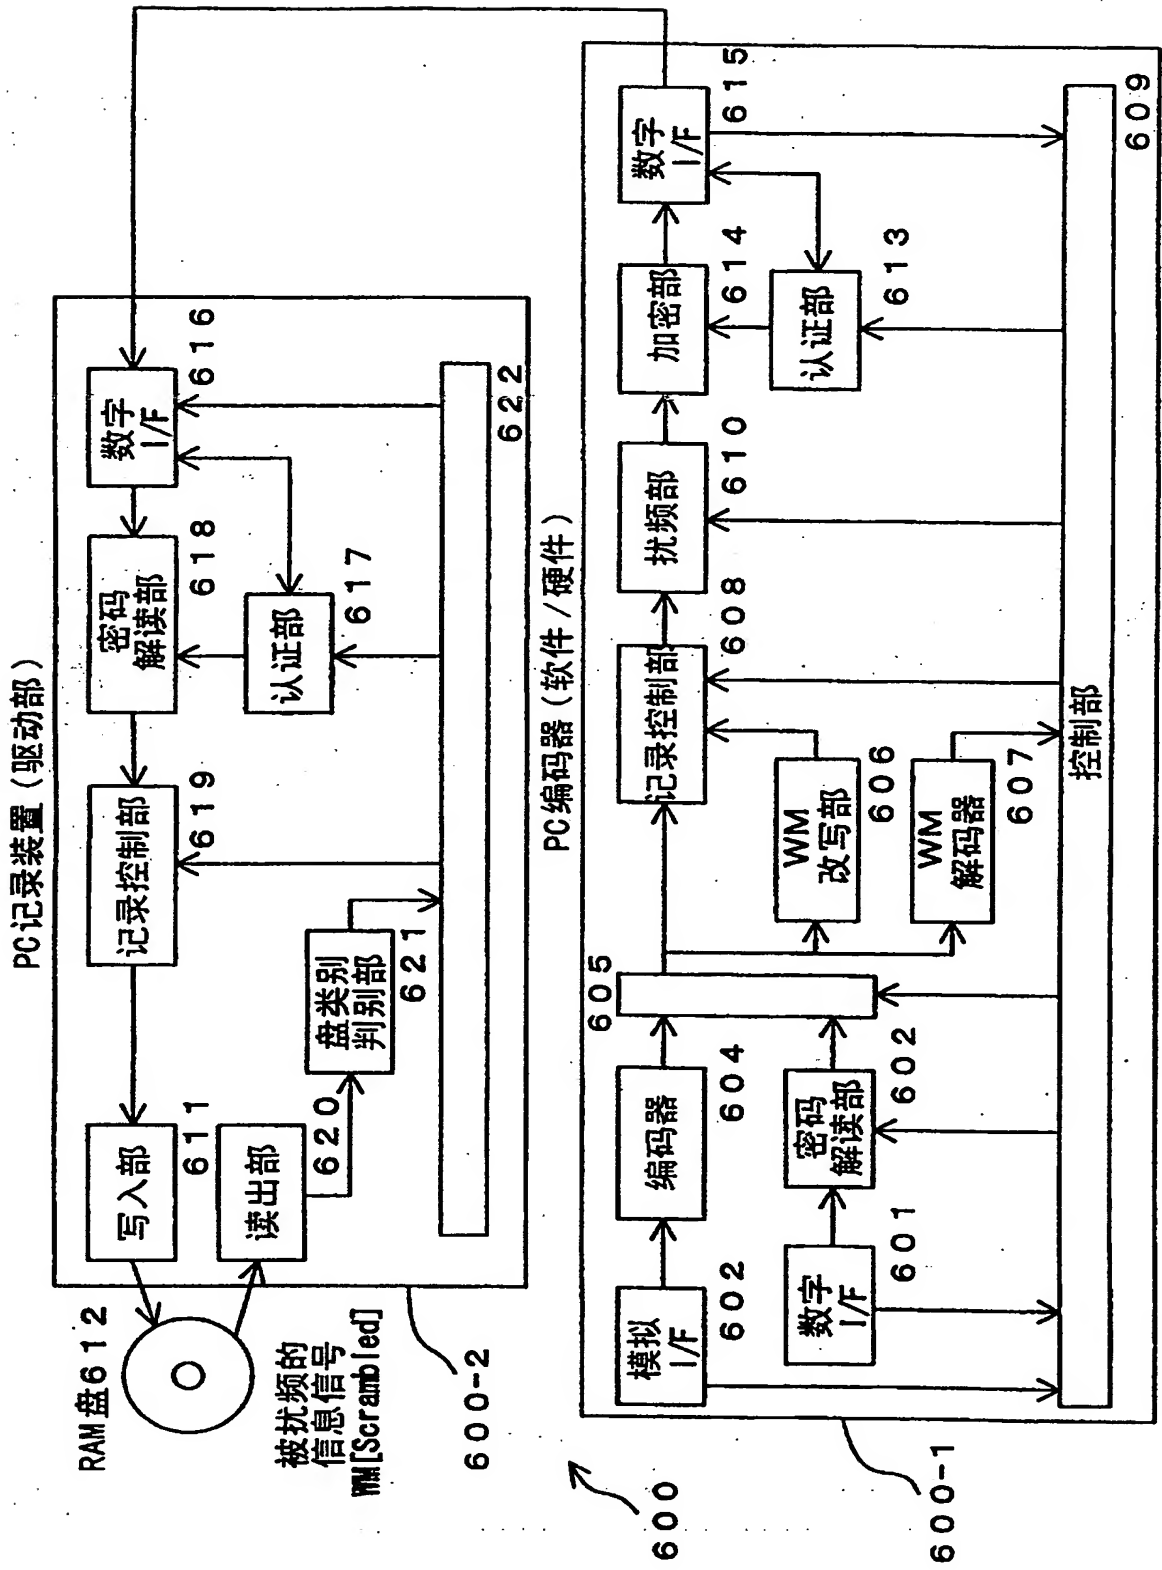 PC记录装置(驱动部)
RAM盘612
写入部
611
记录控制部
619
密码
解读部
618
数字
I/F
616
读出部
620
盘类别
判别部
621
认证部
617
622
被扰频的
信息信号
WM[Scrambled]
600-2
PC编码器(软件/硬件)
600
600-1
模拟
I/F
602
编码器
604
605
记录控制部
608
扰频部
610
加密部
614
数字
I/F
615
数字
I/F
601
密码
解读部
602
WM
改写部
606
WM
解码器
607
认证部
613
控制部
609